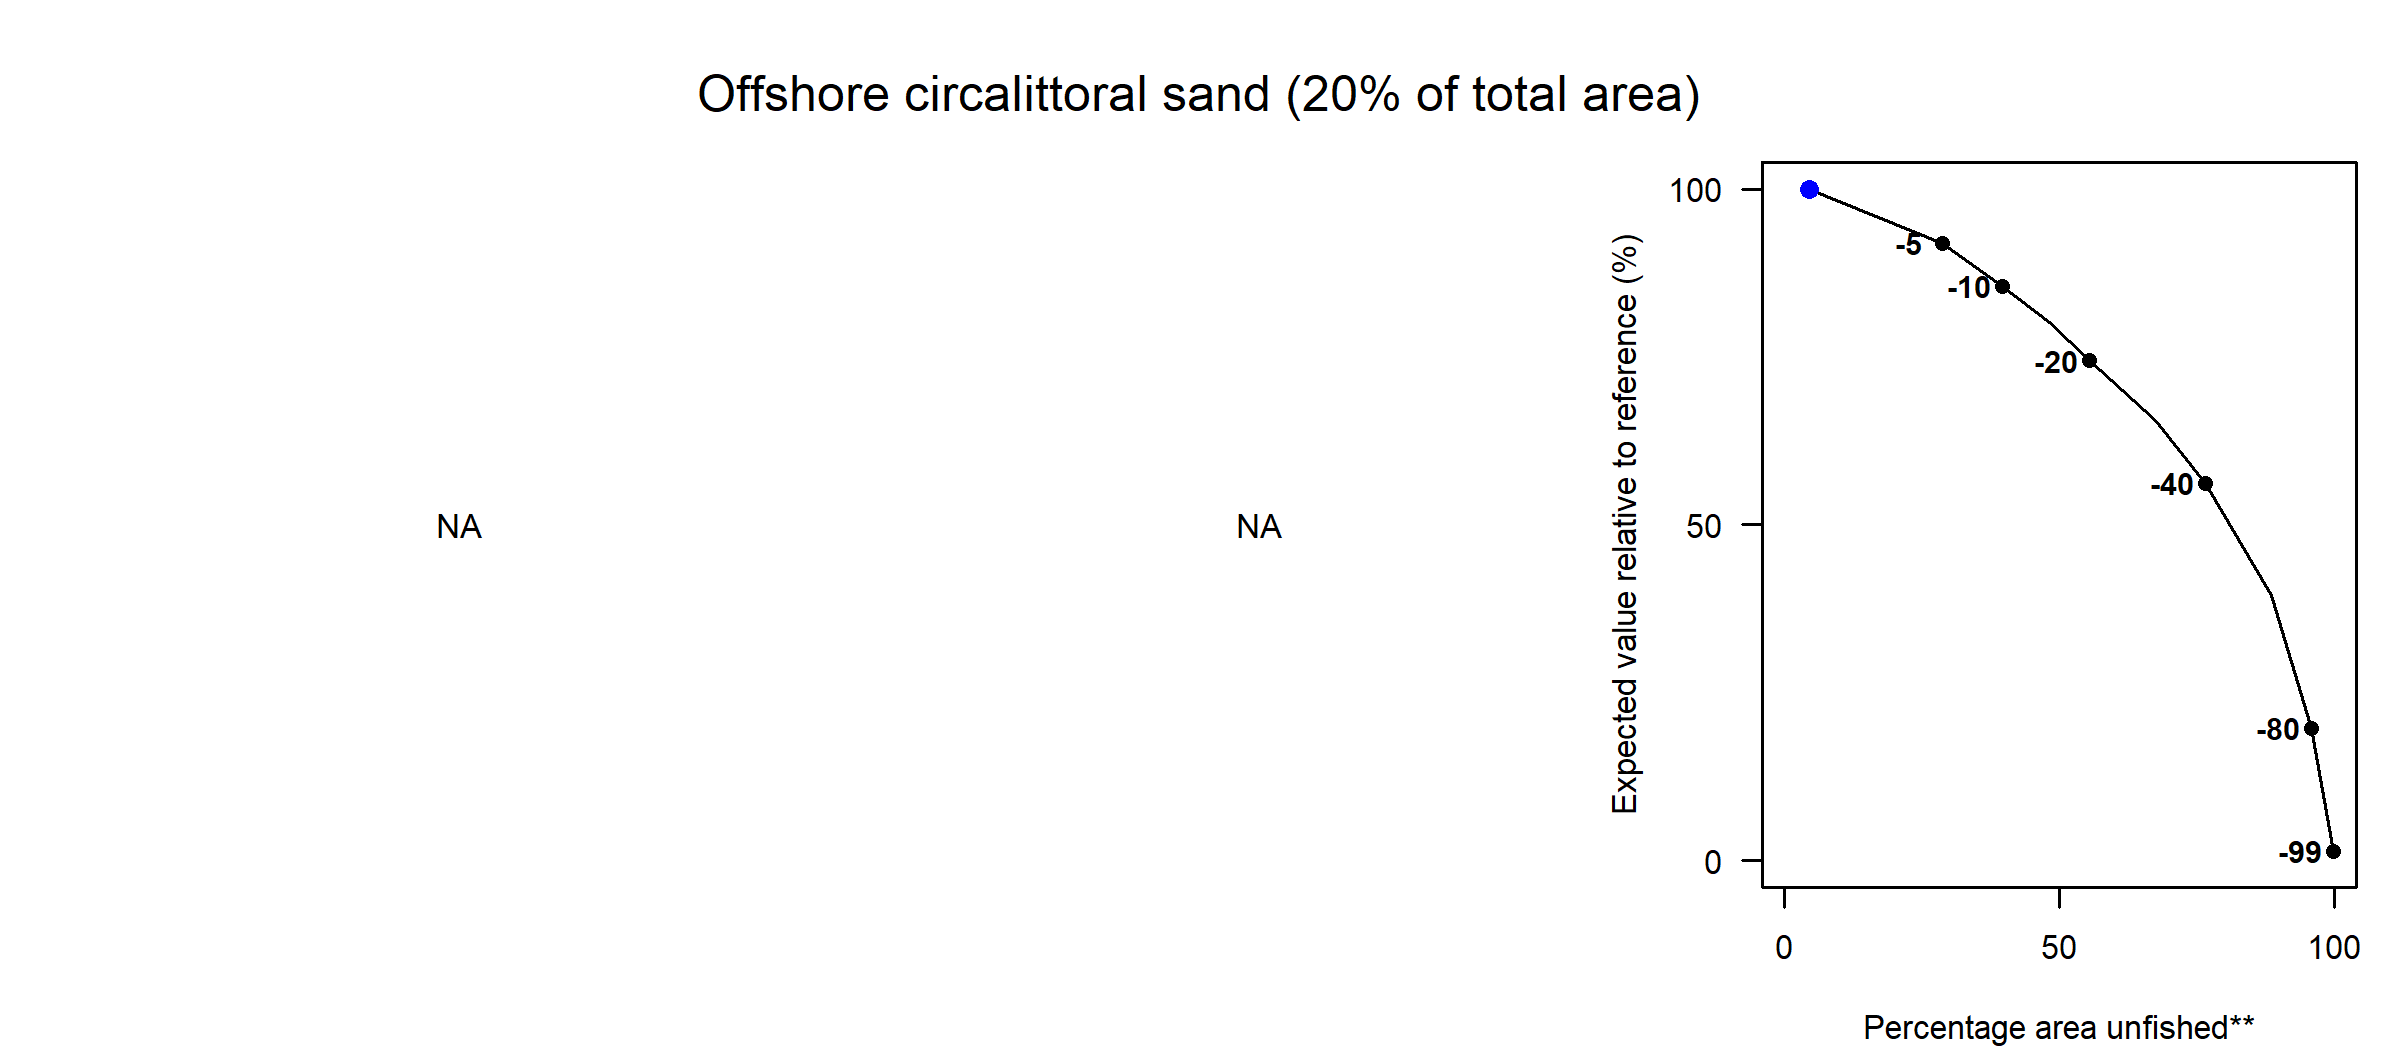 Offshore circalittoral sand (20% of total area)
NA
NA
Expected value relative to reference (%)
100
50
0
-5
-10
-20
-40
-80
-99
0 50 100
Percentage area unfished**